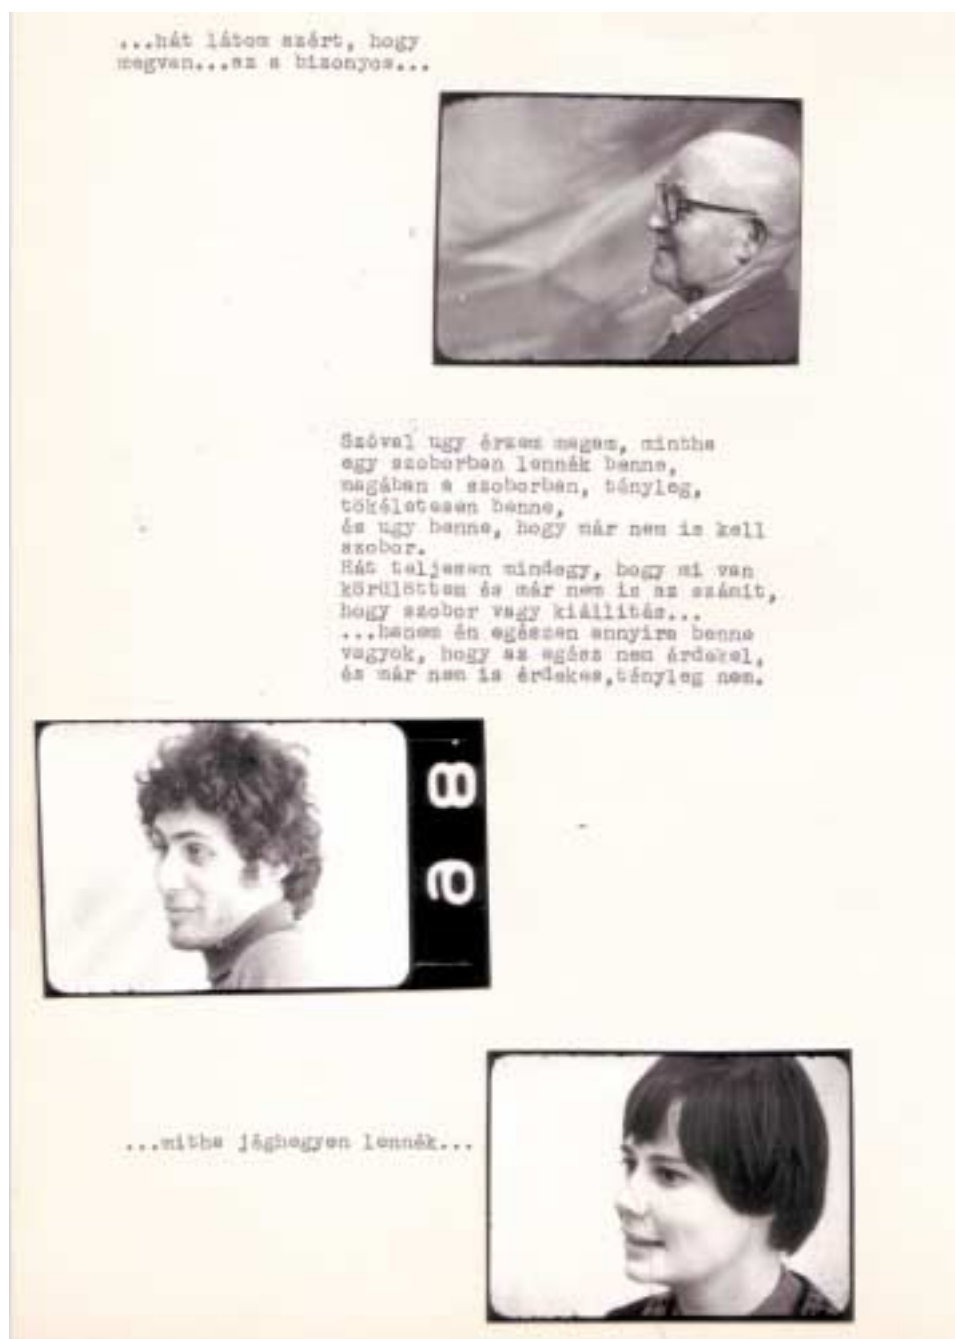 ...hát látom azért, hogy
megvan...az a bizonyos...
Szóval ugy érzem magam, mintha
egy szoborban lennék benne,
magában a szoborban, tényleg,
tökéletesen benne,
és ugy benne, hogy már nem is kell
szobor.
Hát teljesen mindegy, hogy mi van
körülöttem és már nem is az számit,
hogy szobor vagy kiállitás...
...hanem én egészen annyira benne
vagyok, hogy az egész nem érdekel,
és már nem is érdekes,tényleg nem.
8
a
...mitha jéghegyen lennék...